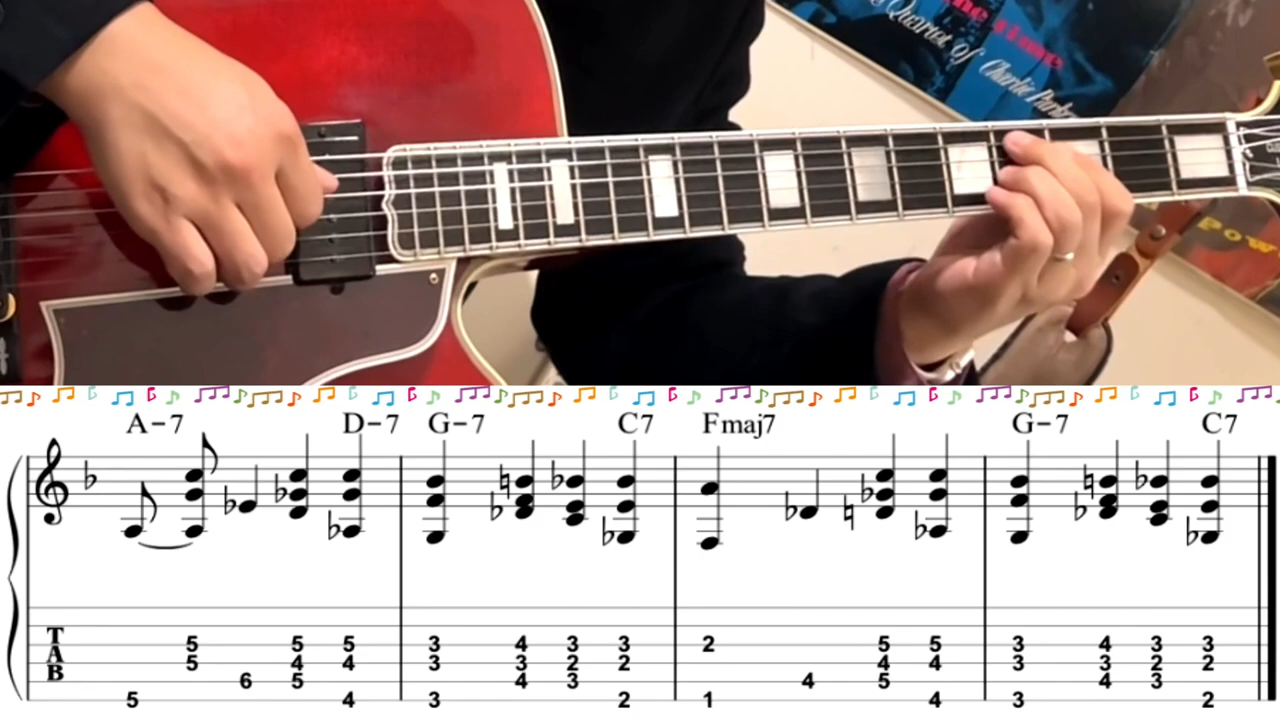 Quartet of
Charlie Parker
POW
A-7 D-7 G-7 C7 Fmaj7 G-7 C7
T 5 5 5 3 4 3 3 2 5 5 3 4 3 3
A 5 4 4 3 3 2 2 4 4 3 3 2 2
B 6 5 4 3 4 5 4 3
5 4 3 2 1 4 3 2